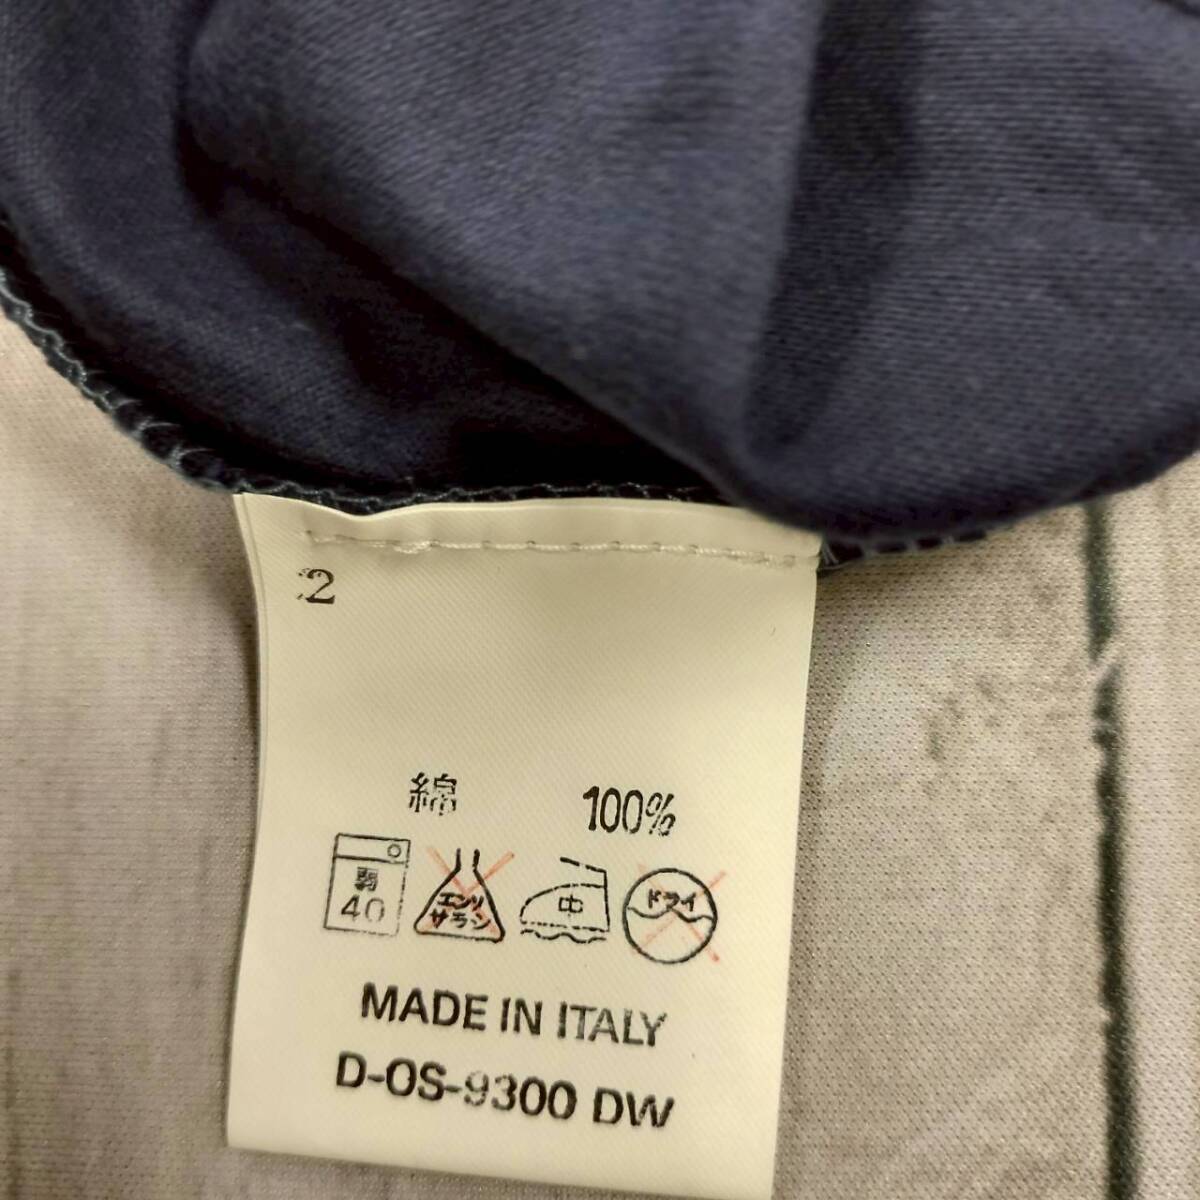 2
綿 100%
弱 エンソ 中 ドライ
40 サラシ
MADE IN ITALY
D-OS-9300 DW